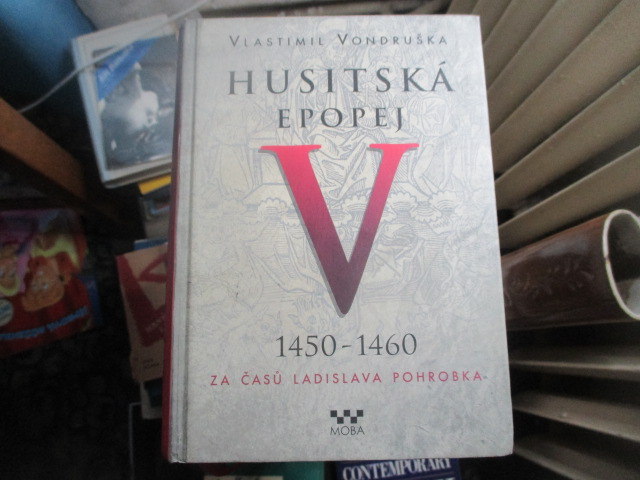 VLASTIMIL VONDRUŠKA
HUSITSKÁ
EPOPEJ
V
1450-1460
ZA ČASŮ LADISLAVA POHROBKA
MOBA
CONTEMPORARY